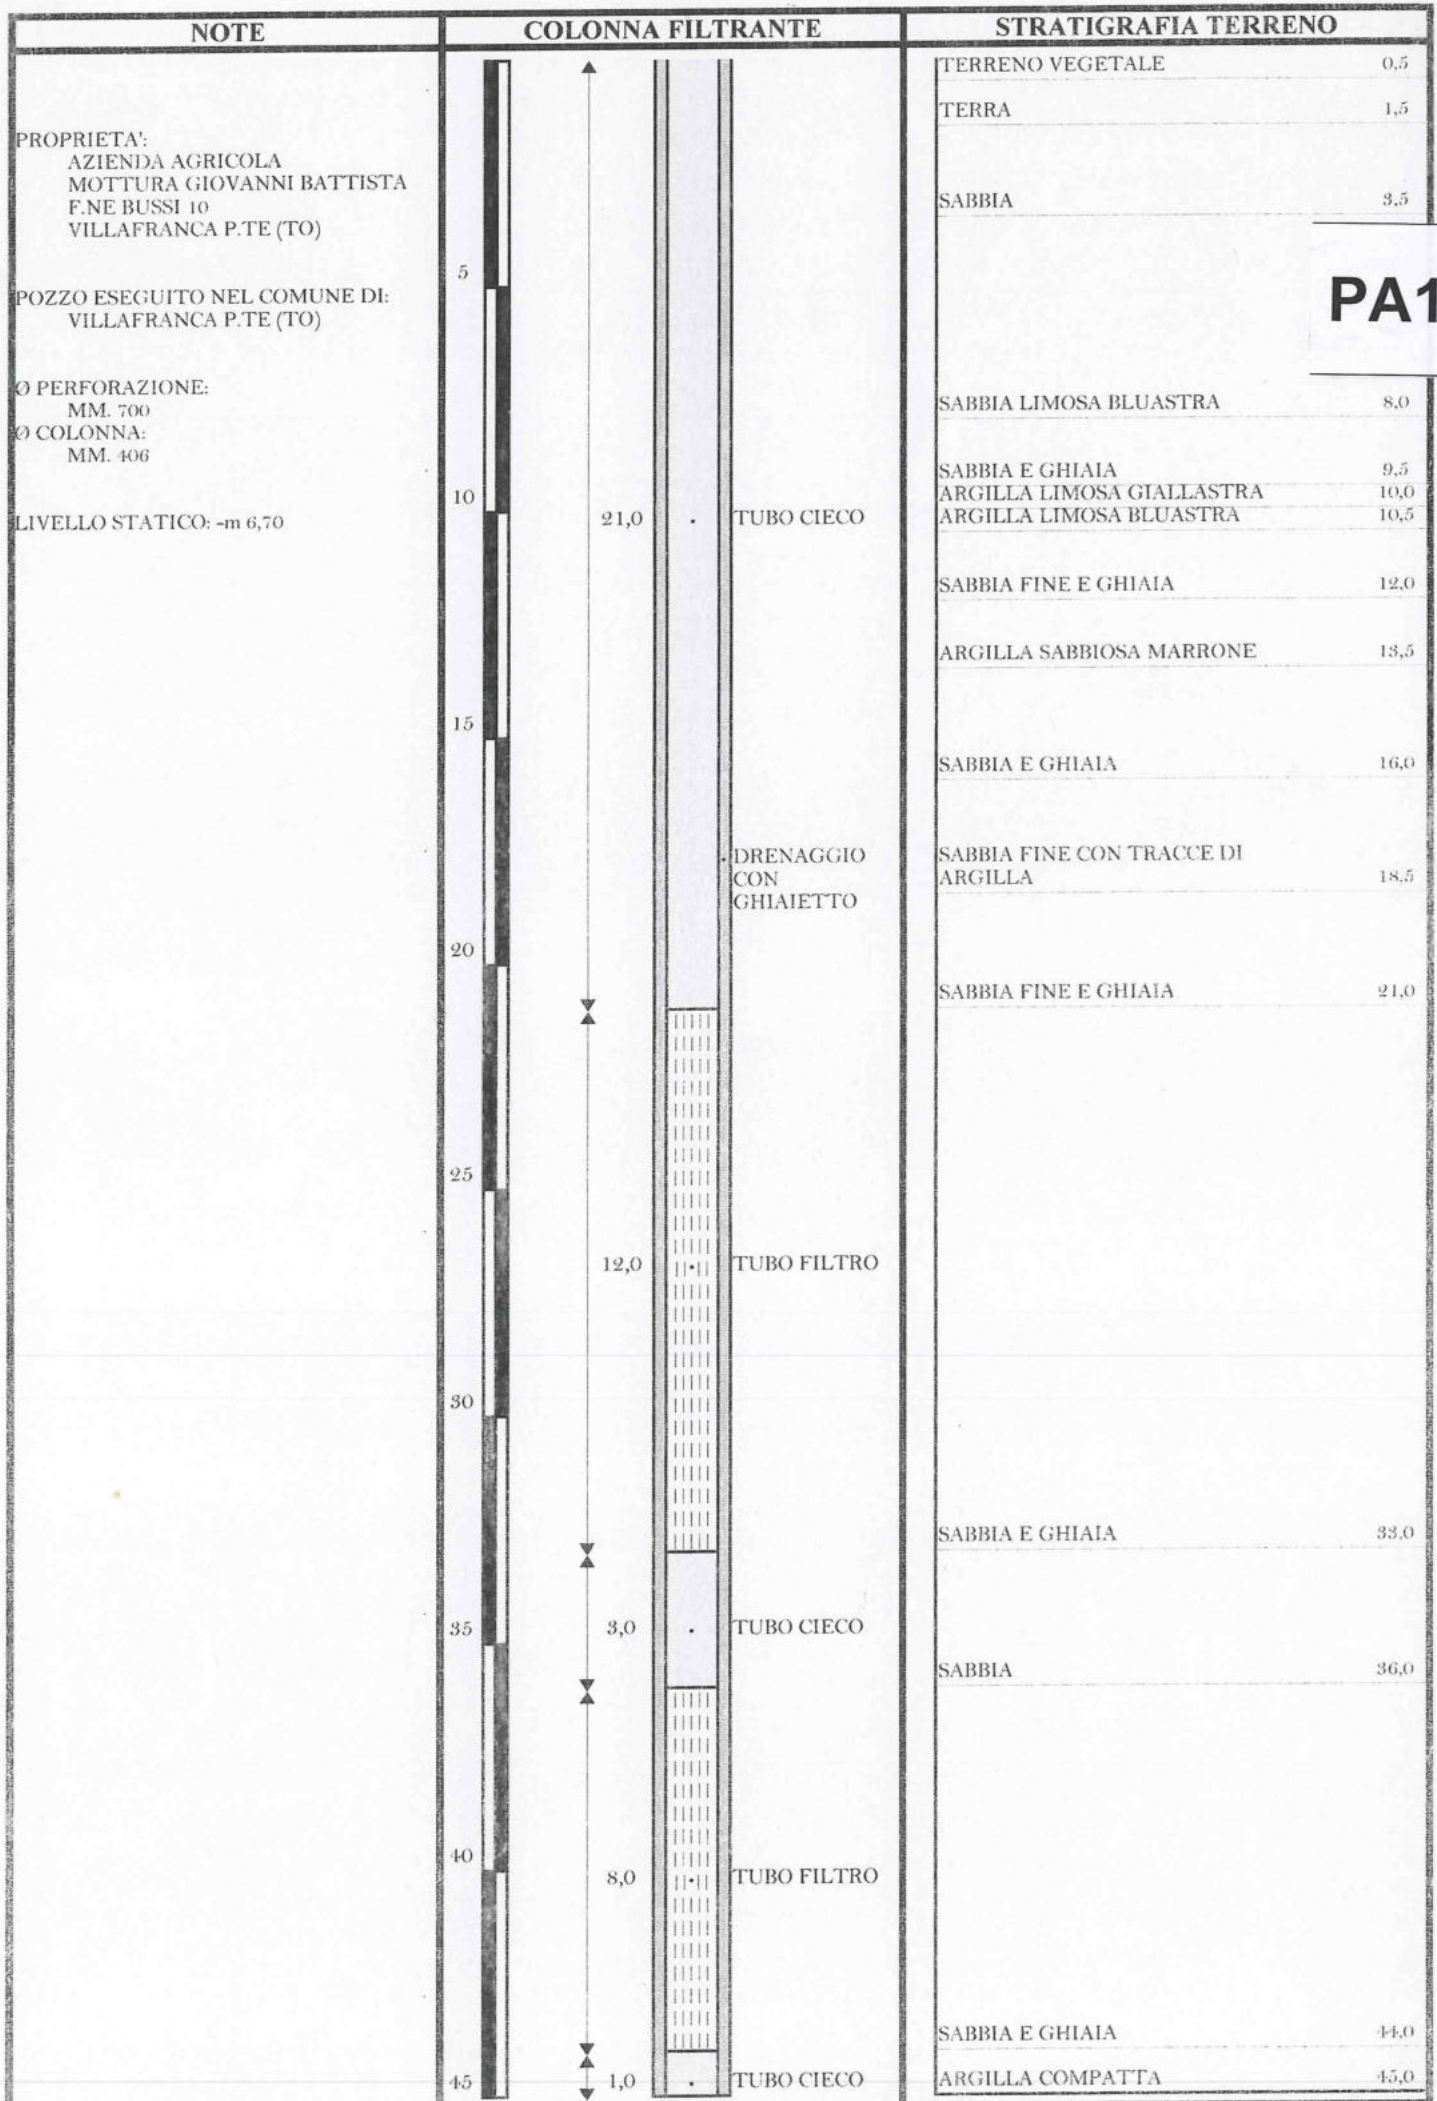 NOTE
COLONNA FILTRANTE
STRATIGRAFIA TERRENO
PROPRIETA':
AZIENDA AGRICOLA
MOTTURA GIOVANNI BATTISTA
F.NE BUSSI 10
VILLAFRANCA P.TE (TO)
POZZO ESEGUITO NEL COMUNE DI:
VILLAFRANCA P.TE (TO)
Ø PERFORAZIONE:
MM. 700
Ø COLONNA:
MM. 406
LIVELLO STATICO: -m 6,70
5
10
15
20
25
30
35
40
45
21,0 TUBO CIECO
DRENAGGIO
CON
GHIAIETTO
12,0 TUBO FILTRO
3,0 TUBO CIECO
8,0 TUBO FILTRO
1,0 TUBO CIECO
TERRENO VEGETALE 0,5
TERRA 1,5
SABBIA 3,5
PA1
SABBIA LIMOSA BLUASTRA 8,0
SABBIA E GHIAIA 9,5
ARGILLA LIMOSA GIALLASTRA 10,0
ARGILLA LIMOSA BLUASTRA 10,5
SABBIA FINE E GHIAIA 12,0
ARGILLA SABBIOSA MARRONE 13,5
SABBIA E GHIAIA 16,0
SABBIA FINE CON TRACCE DI
ARGILLA 18,5
SABBIA FINE E GHIAIA 21,0
SABBIA E GHIAIA 33,0
SABBIA 36,0
SABBIA E GHIAIA 44,0
ARGILLA COMPATTA 45,0